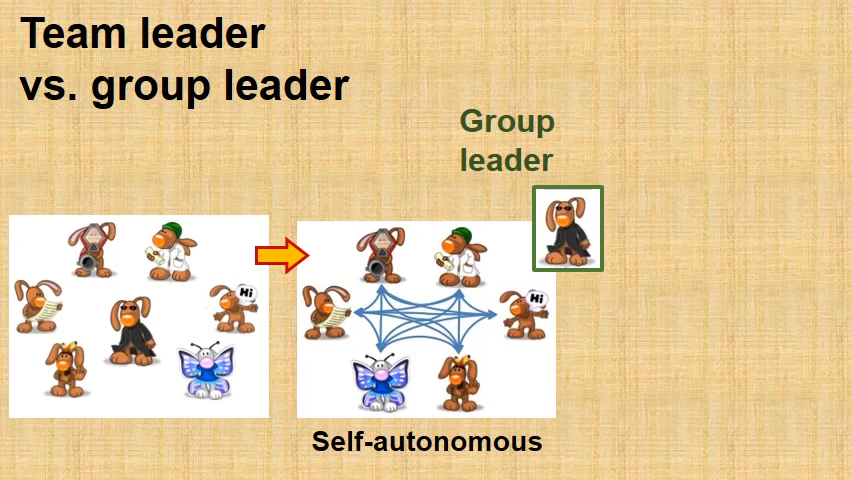 Team leader
vs. group leader
Group
leader
Hi
Hi
Self-autonomous